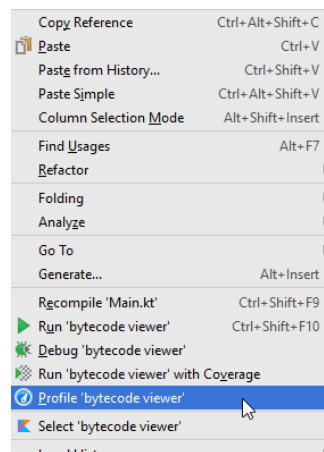 Copy Reference Ctrl+Alt+Shift+C
Paste Ctrl+V
Paste from History... Ctrl+Shift+V
Paste Simple Ctrl+Alt+Shift+V
Column Selection Mode Alt+Shift+Insert
Find Usages Alt+F7
Refactor
Folding
Analyze
Go To
Generate... Alt+Insert
Recompile 'Main.kt' Ctrl+Shift+F9
Run 'bytecode viewer' Ctrl+Shift+F10
Debug 'bytecode viewer'
Run 'bytecode viewer' with Coverage
Profile 'bytecode viewer'
Select 'bytecode viewer'